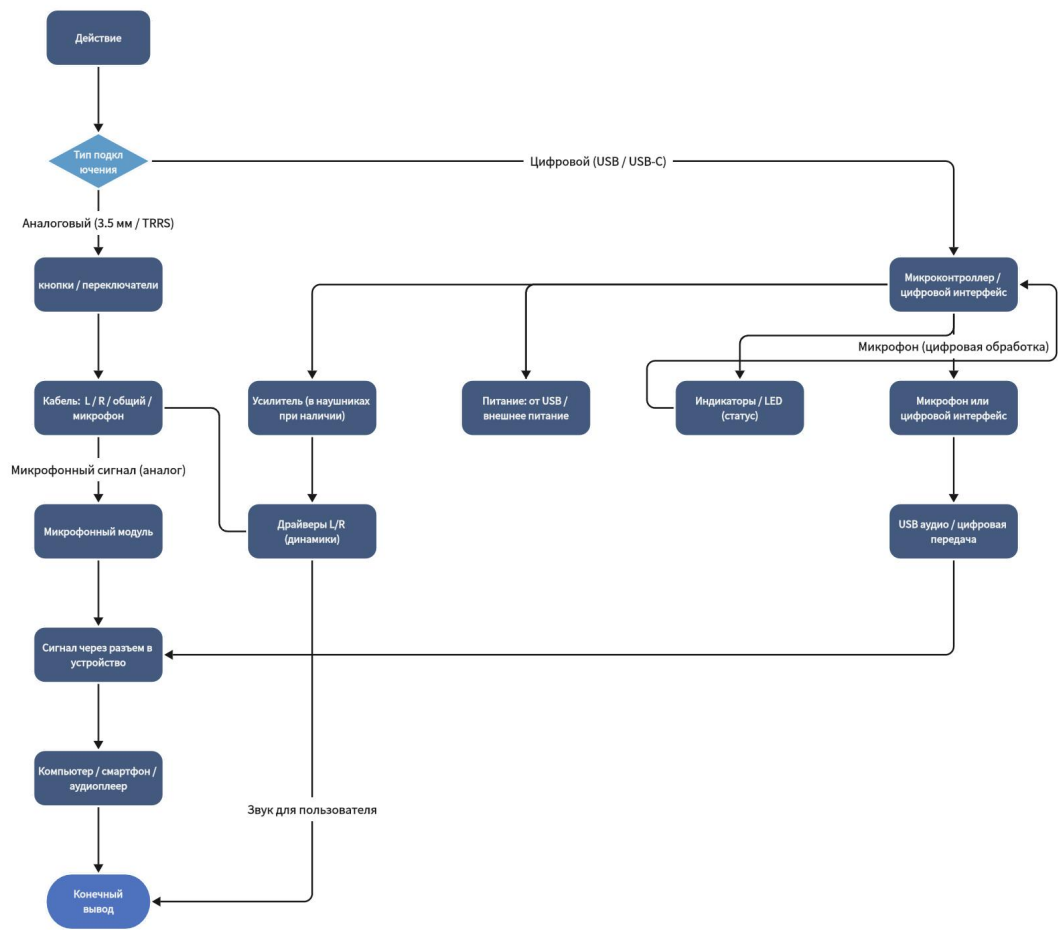 Действие
Тип подкл
ючения
Цифровой (USB / USB-C)
Аналоговый (3.5 мм / TRRS)
кнопки / переключатели
Микроконтроллер /
цифровой интерфейс
Микрофон (цифровая обработка)
Кабель: L / R / общий /
микрофон
Усилитель (в наушниках
при наличии)
Питание: от USB /
внешнее питание
Индикаторы / LED
(статус)
Микрофон или
цифровой интерфейс
Микрофонный сигнал (аналог)
Микрофонный модуль
Драйверы L/R
(динамики)
USB аудио / цифровая
передача
Сигнал через разъем в
устройство
Компьютер / смартфон /
аудиоплеер
Звук для пользователя
Конечный
вывод